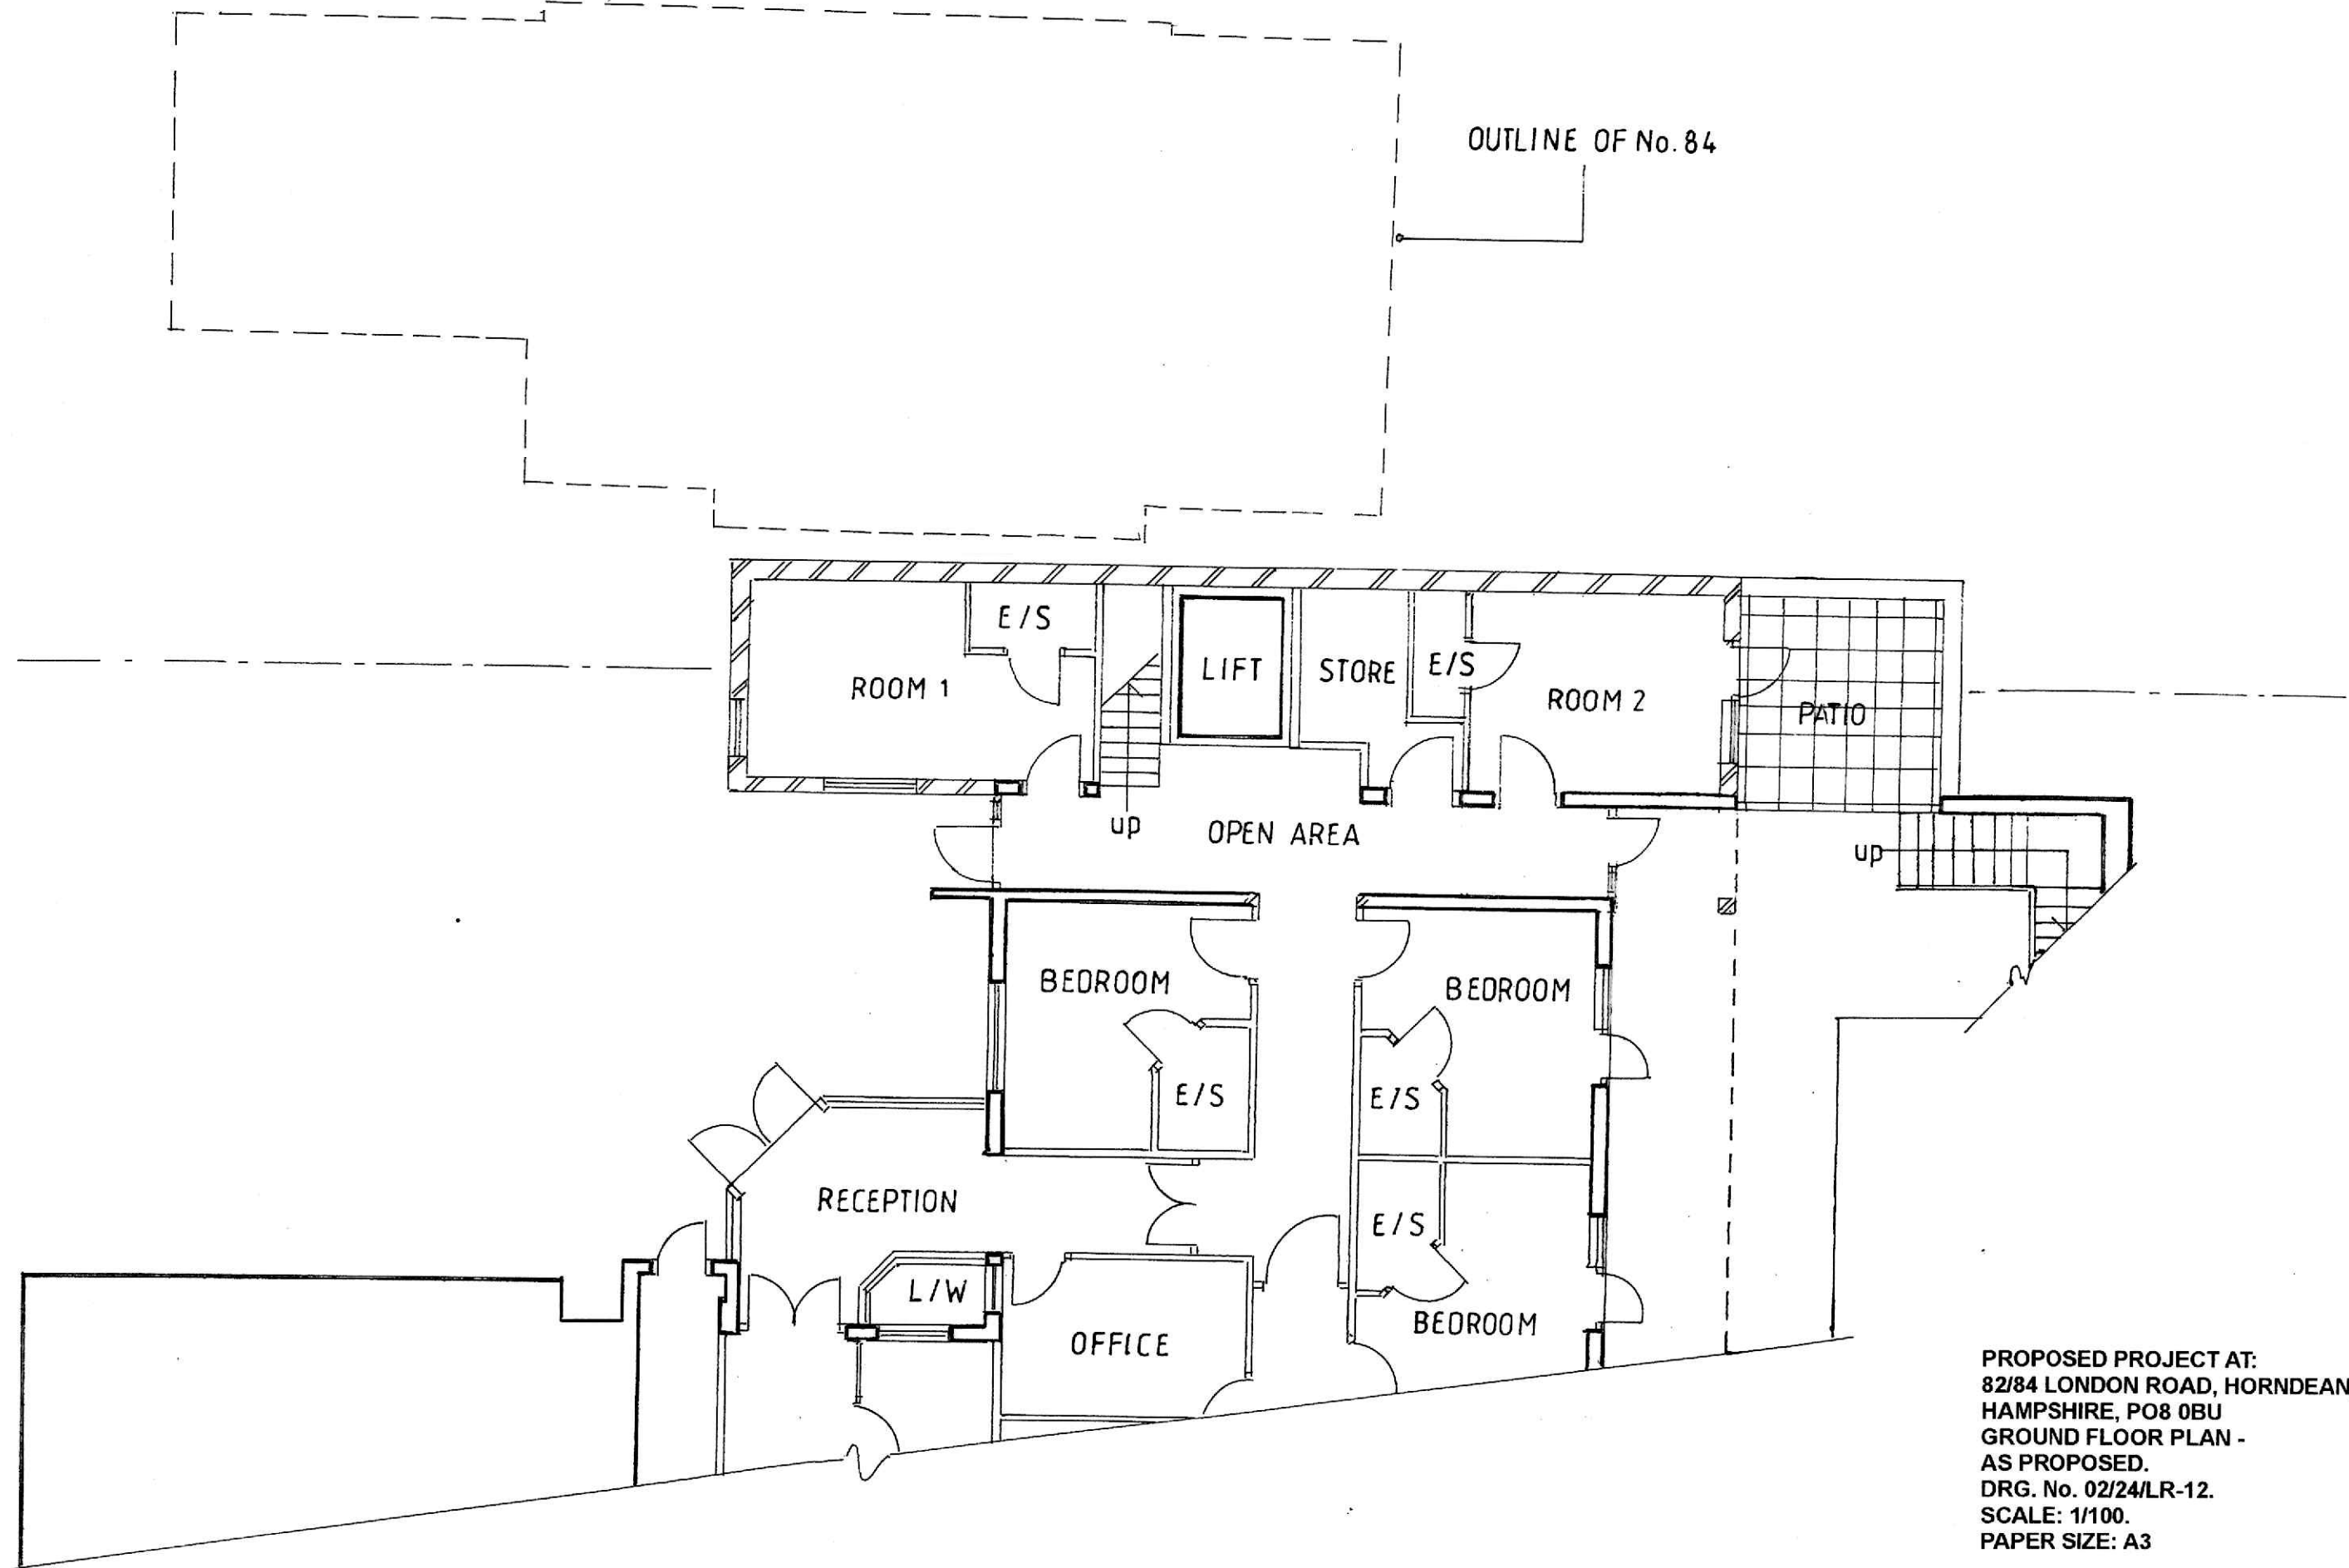 OUTLINE OF No. 84
E/S
ROOM 1
LIFT
STORE
E/S
ROOM 2
PATIO
up
OPEN AREA
up
BEDROOM
BEDROOM
E/S
E/S
RECEPTION
E/S
L/W
OFFICE
BEDROOM
PROPOSED PROJECT AT:
82/84 LONDON ROAD, HORNDEAN
HAMPSHIRE, PO8 0BU
GROUND FLOOR PLAN -
AS PROPOSED.
DRG. No. 02/24/LR-12.
SCALE: 1/100.
PAPER SIZE: A3